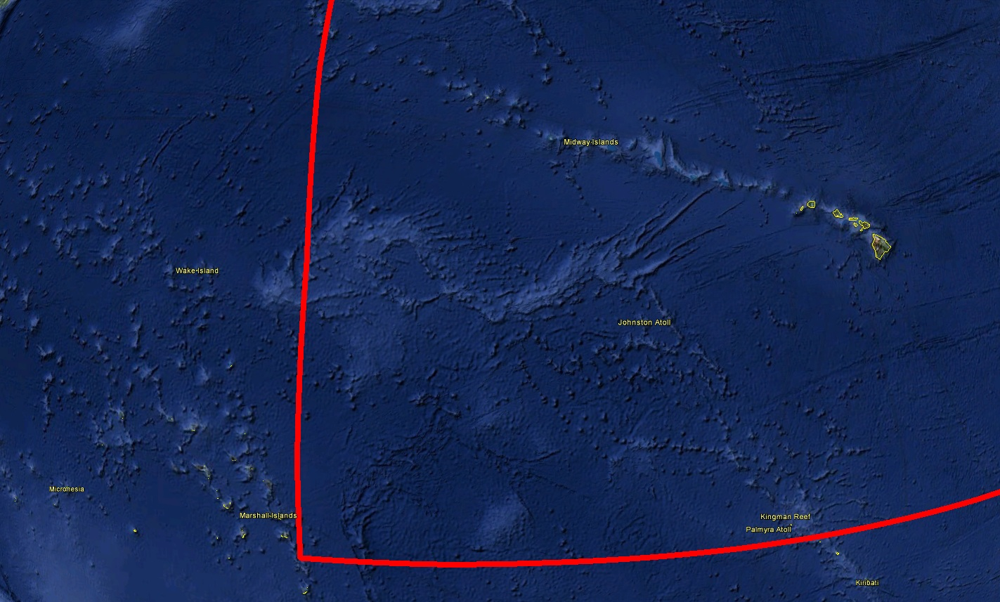 Midway-Islands
Wake-Island
Johnston Atoll
Micronesia
Marshall-Islands
Kingman Reef
Palmyra Atoll
Kiribati